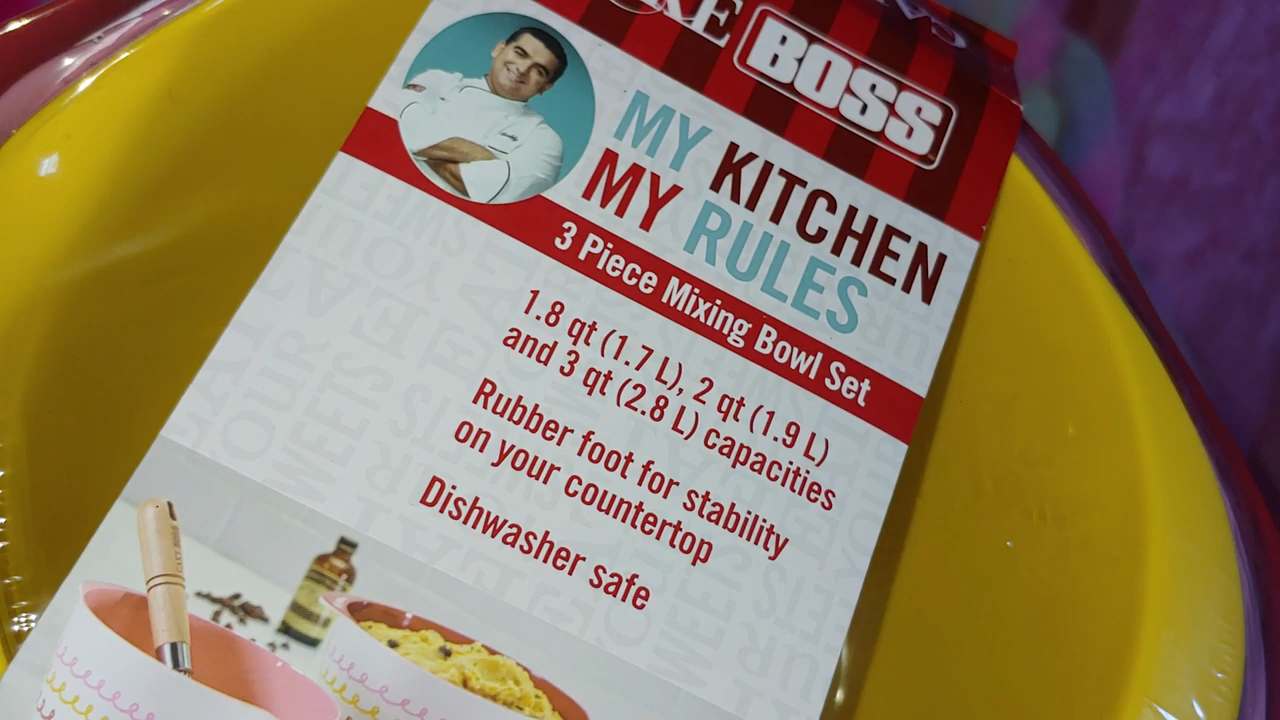 BOSS
MY KITCHEN
MY RULES
3 Piece Mixing Bowl Set
1.8 qt (1.7 L), 2 qt (1.9 L)
and 3 qt (2.8 L) capacities
Rubber foot for stability
on your countertop
Dishwasher safe